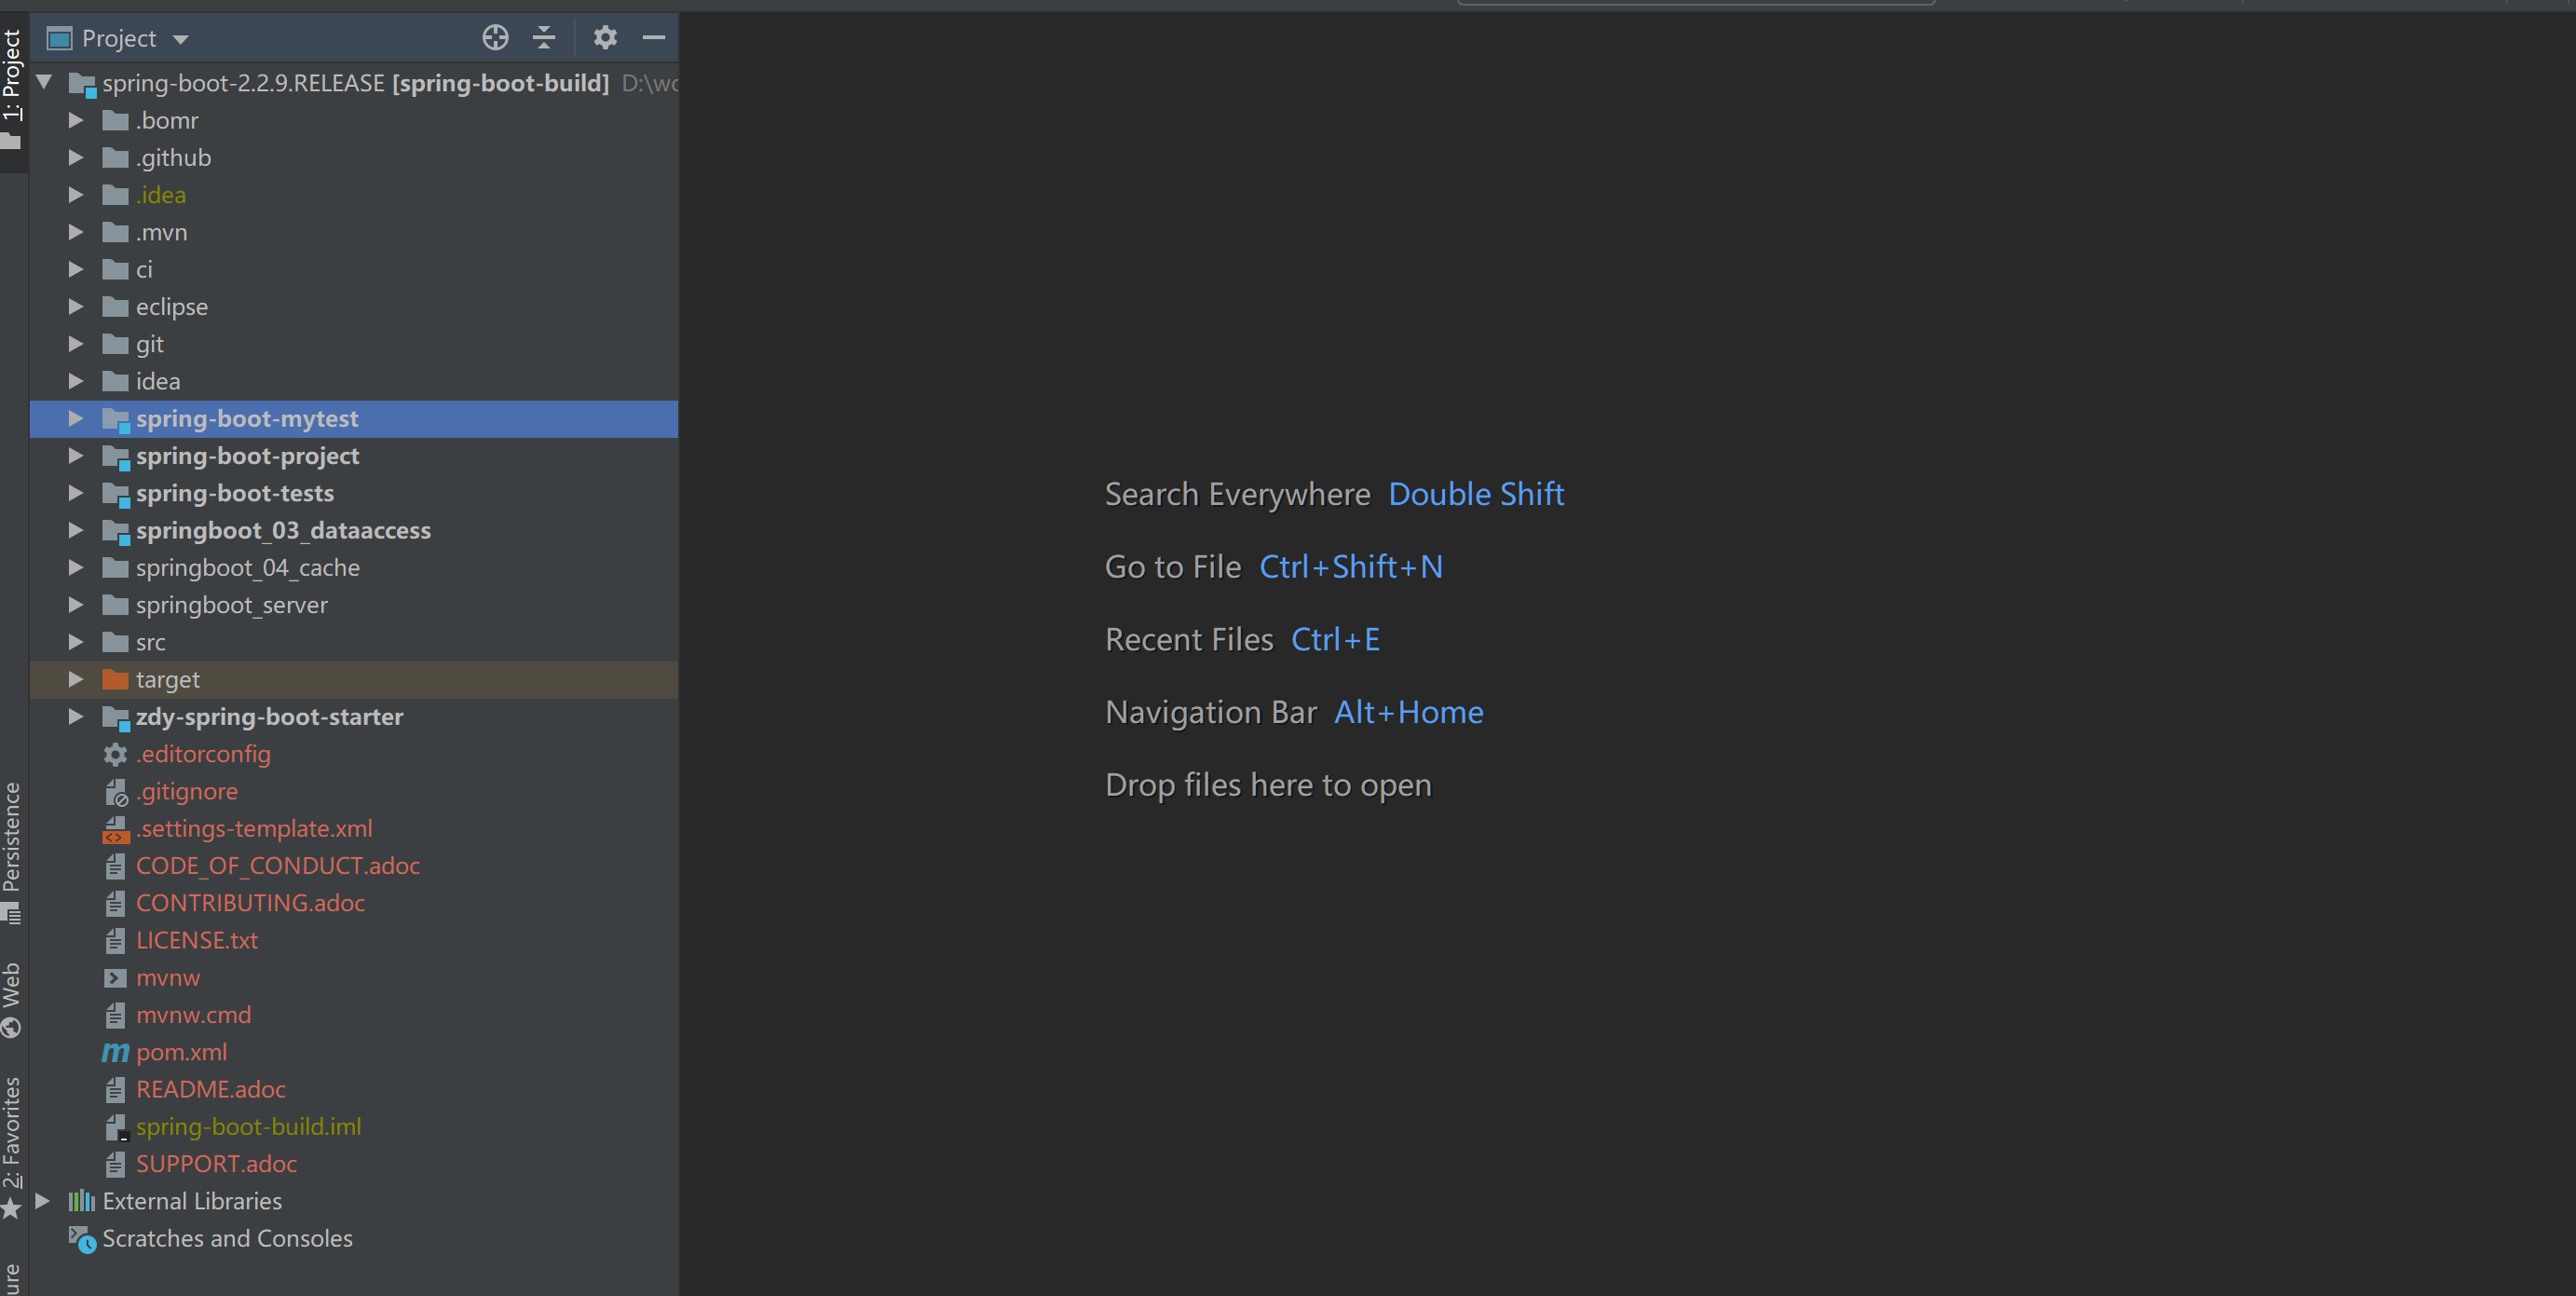 Project
spring-boot-2.2.9.RELEASE [spring-boot-build] D:\wo
.bomr
.github
.idea
.mvn
ci
eclipse
git
idea
spring-boot-mytest
spring-boot-project
spring-boot-tests
springboot_03_dataaccess
springboot_04_cache
springboot_server
src
target
zdy-spring-boot-starter
.editorconfig
.gitignore
.settings-template.xml
CODE_OF_CONDUCT.adoc
CONTRIBUTING.adoc
LICENSE.txt
mvnw
mvnw.cmd
pom.xml
README.adoc
spring-boot-build.iml
SUPPORT.adoc
External Libraries
Scratches and Consoles
1: Project
Persistence
Web
2: Favorites
Search Everywhere Double Shift
Go to File Ctrl+Shift+N
Recent Files Ctrl+E
Navigation Bar Alt+Home
Drop files here to open